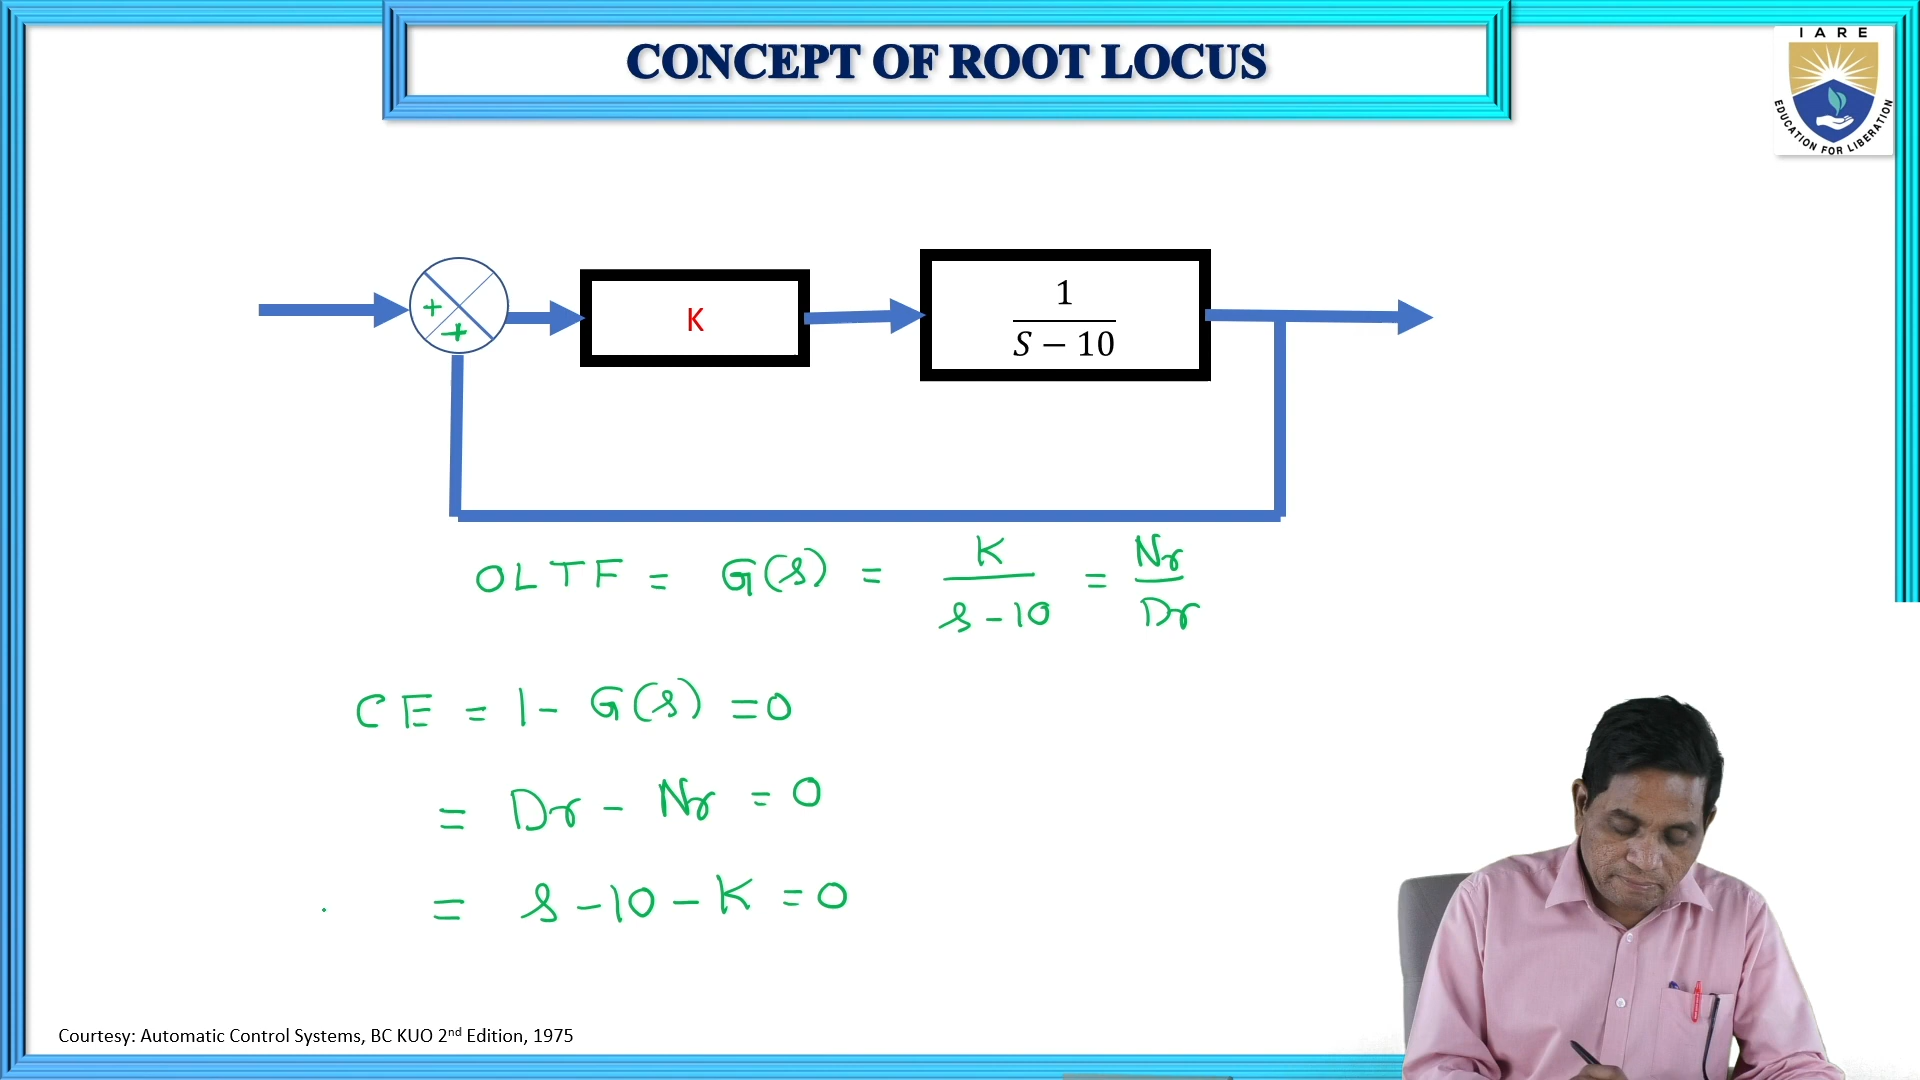 CONCEPT OF ROOT LOCUS
IARE
EDUCATION FOR LIBERATION
+
+
K
1
S − 10
OLTF = G(s) = K / s-10 = Nr / Dr
CE = 1 - G(s) = 0
= Dr - Nr = 0
= s - 10 - K = 0
Courtesy: Automatic Control Systems, BC KUO 2nd Edition, 1975